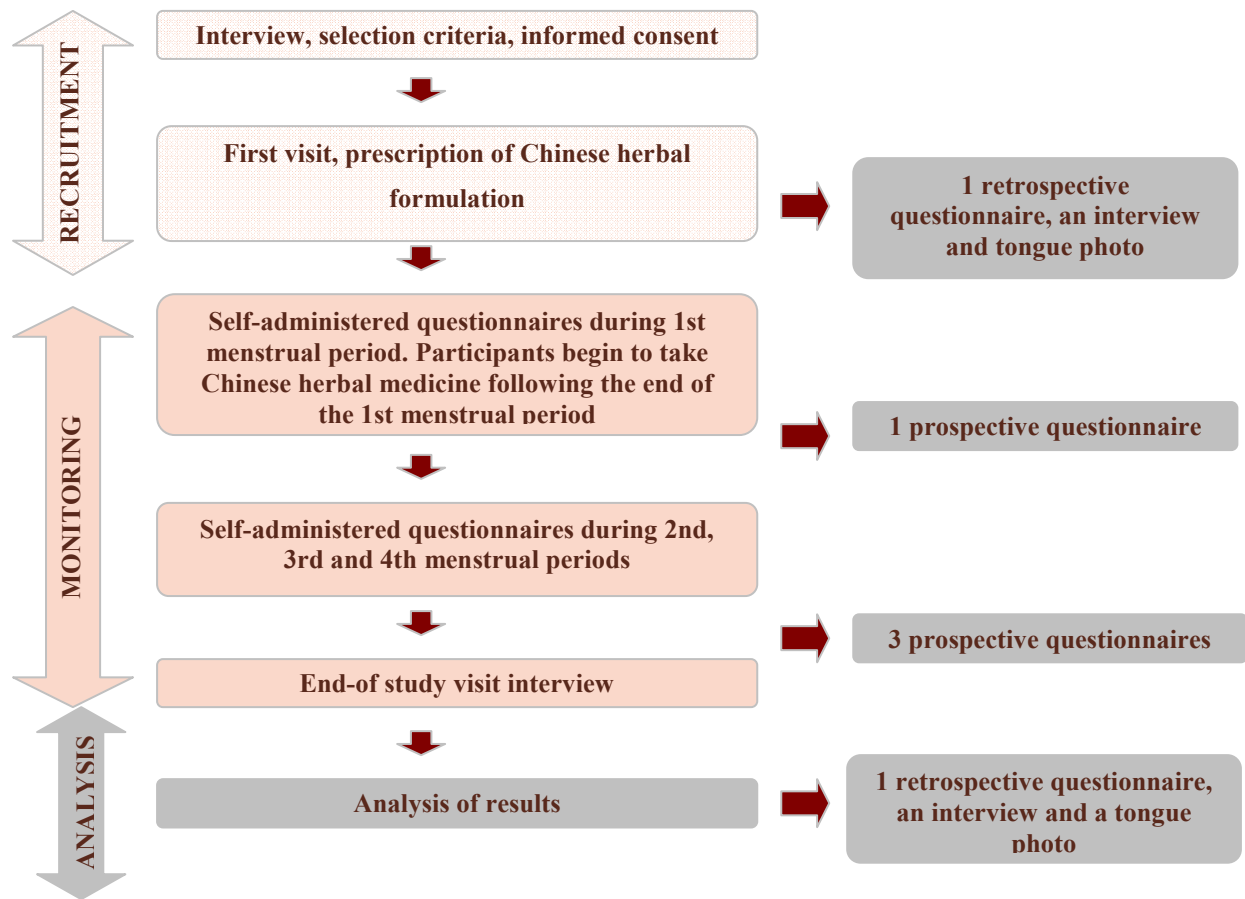 RECRUITMENT
Interview, selection criteria, informed consent
First visit, prescription of Chinese herbal
formulation
1 retrospective
questionnaire, an interview
and tongue photo
MONITORING
Self-administered questionnaires during 1st
menstrual period. Participants begin to take
Chinese herbal medicine following the end of
the 1st menstrual period
1 prospective questionnaire
Self-administered questionnaires during 2nd,
3rd and 4th menstrual periods
3 prospective questionnaires
End-of study visit interview
ANALYSIS
Analysis of results
1 retrospective questionnaire,
an interview and a tongue
photo